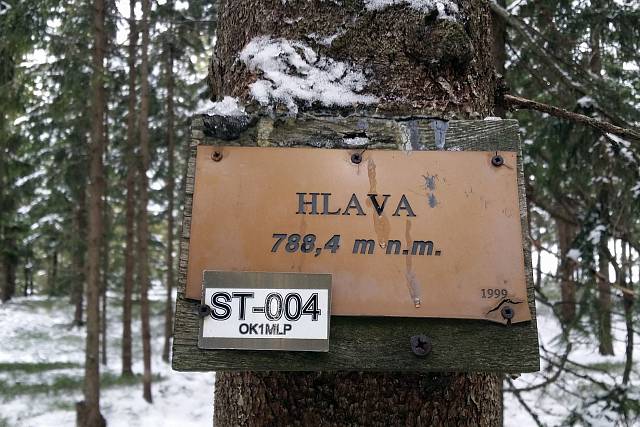 HLAVA
788,4 m n.m.
1999
ST-004
OK1MLP